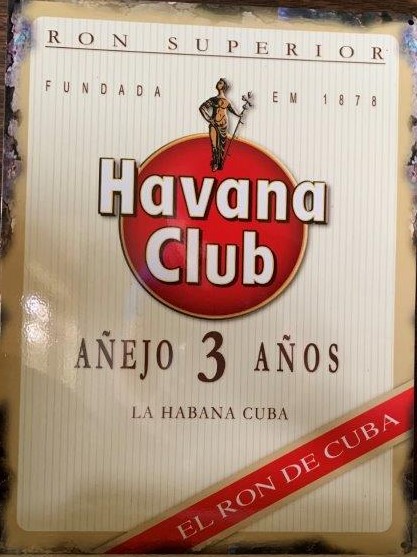 RON SUPERIOR
FUNDADA EM 1878
Havana
Club
AÑEJO 3 AÑOS
LA HABANA CUBA
EL RON DE CUBA